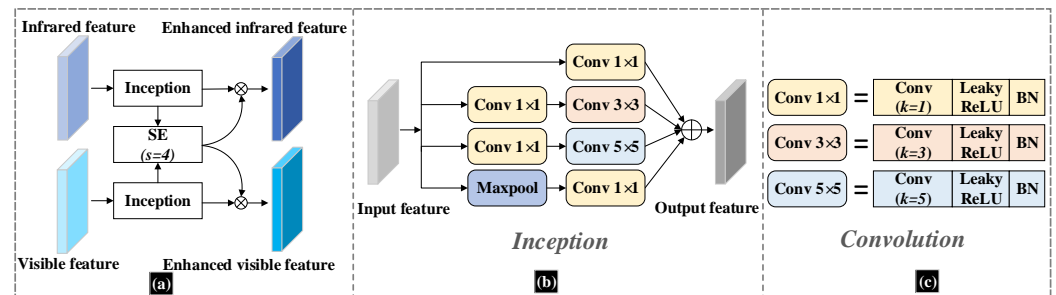 Infrared feature
Enhanced infrared feature
Inception
SE
(s=4)
Inception
⊗
⊗
Visible feature
Enhanced visible feature
(a)
Conv 1×1
Conv 1×1
Conv 3×3
Conv 1×1
Conv 5×5
Maxpool
Conv 1×1
⊕
Input feature
Output feature
Inception
(b)
Conv 1×1 = Conv (k=1) Leaky ReLU BN
Conv 3×3 = Conv (k=3) Leaky ReLU BN
Conv 5×5 = Conv (k=5) Leaky ReLU BN
Convolution
(c)